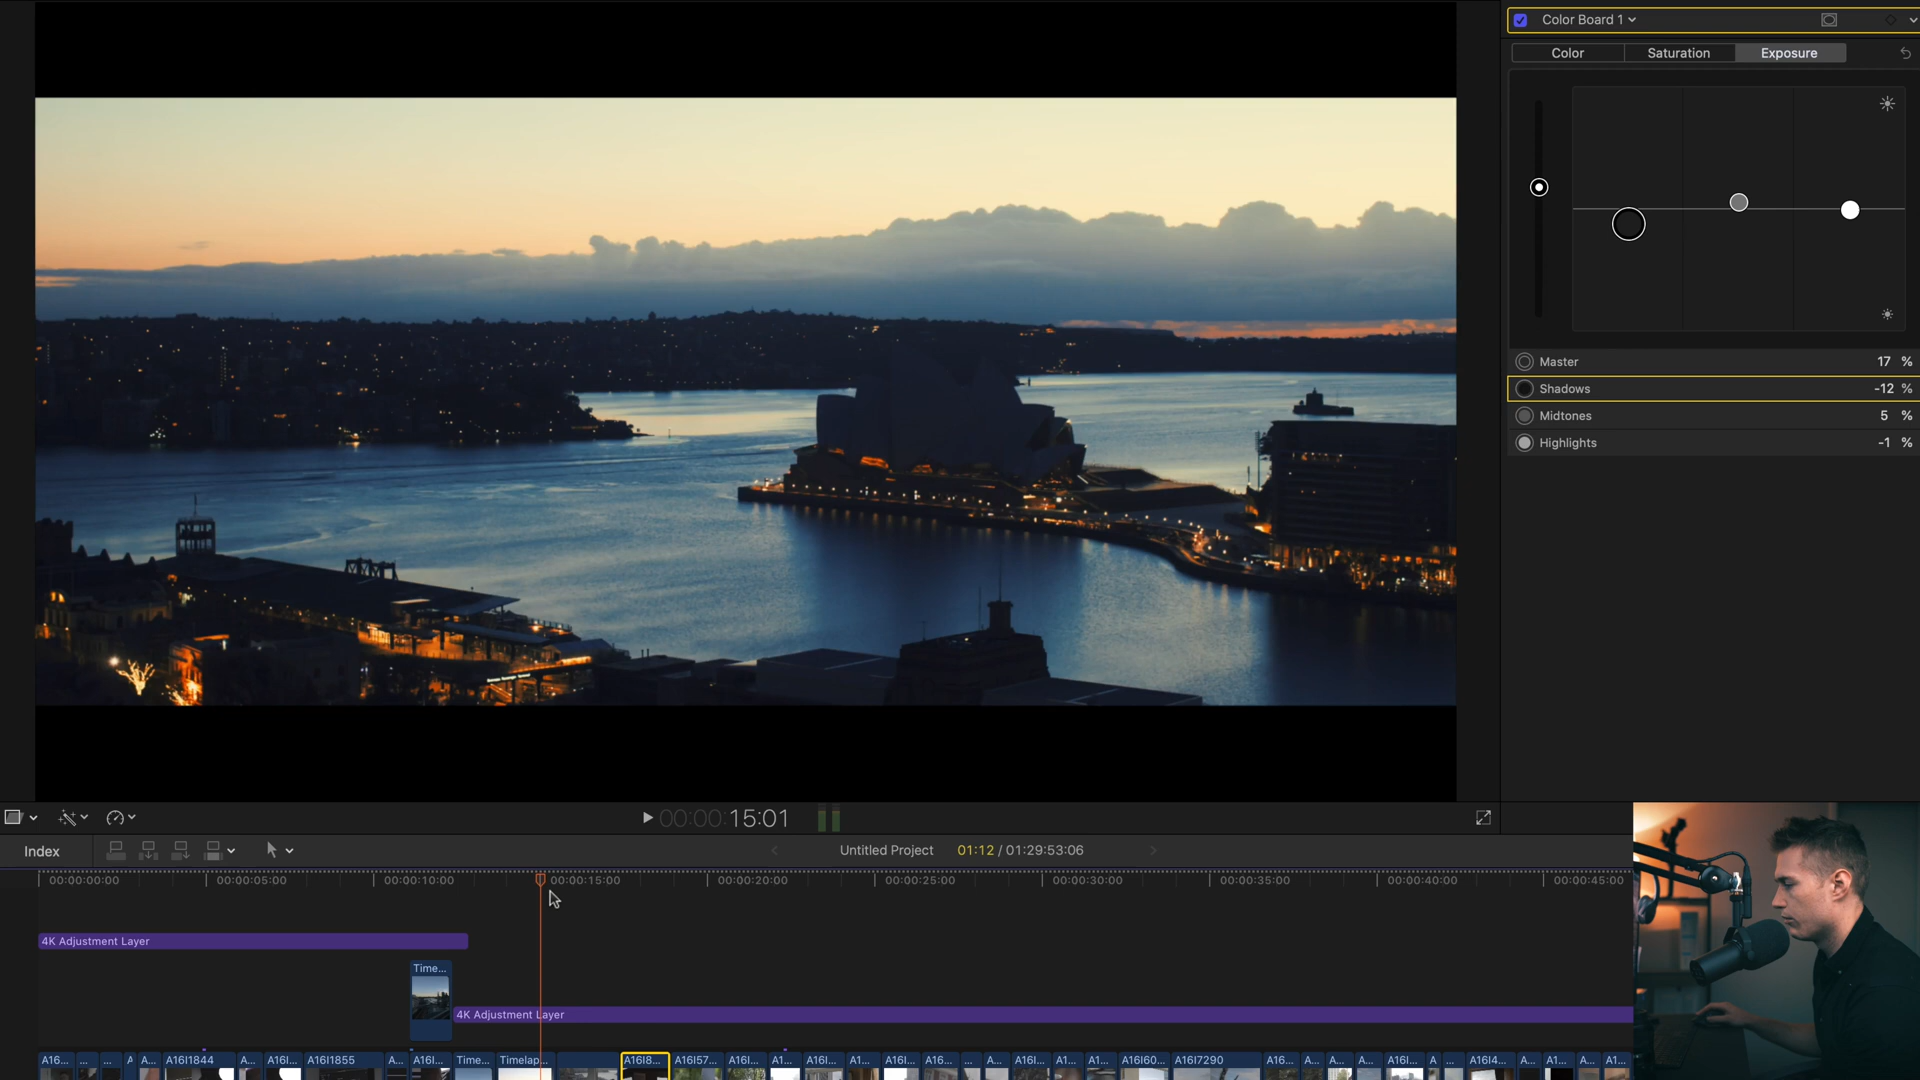 Color Board 1
Color Saturation Exposure
Master 17 %
Shadows -12 %
Midtones 5 %
Highlights -1 %
00:00:15:01
Index
Untitled Project 01:12 / 01:29:53:06
00:00:00:00 00:00:05:00 00:00:10:00 00:00:15:00 00:00:20:00 00:00:25:00 00:00:30:00 00:00:35:00 00:00:40:00 00:00:45:00
4K Adjustment Layer
Time...
4K Adjustment Layer
A16... ... ... A A... A16I1844 A... A16I... A16I1855 A... A16I... Time... Timelap... A16I8... A16I57... A16I... A1... A16I... A1... A16I... A16... ... A... A16I... A1... A1... A16I60... A16I7290 A16... A... A... A... A16I... A ... A16I4... A... A1... A... A1...